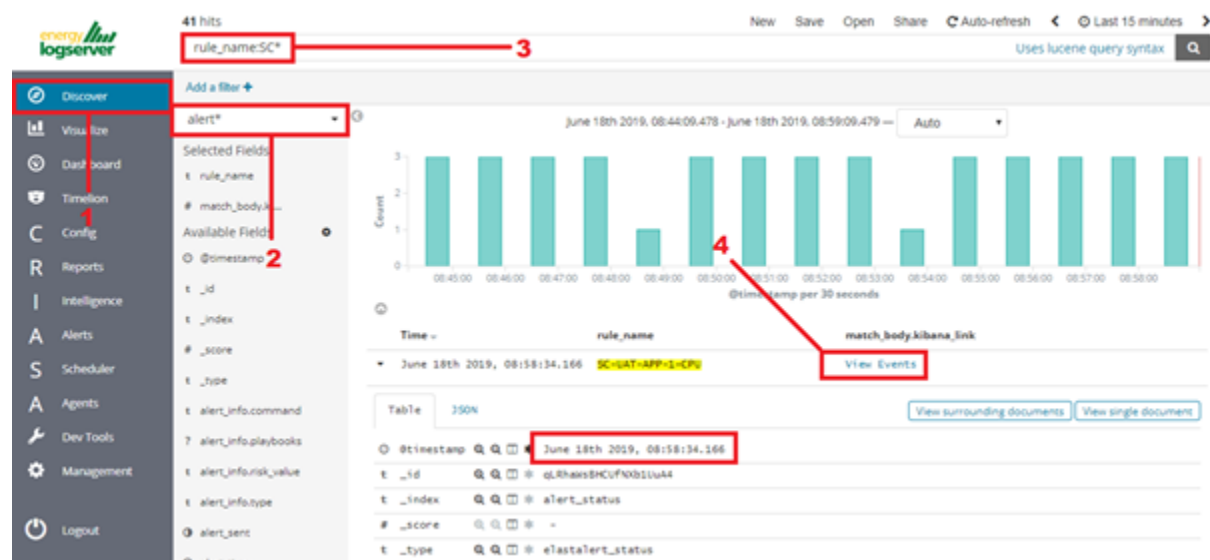 energy
logserver
41 hits
New Save Open Share Auto-refresh Last 15 minutes
rule_name:SC*
3
Uses lucene query syntax
Discover
Visualize
Dashboard
Timelion
1
C Config
R Reports
I Intelligence
A Alerts
S Scheduler
A Agents
Dev Tools
Management
Logout
Add a filter +
alert*
Selected Fields
t rule_name
# match_body.k...
Available Fields
2
@timestamp
t _id
t _index
# _score
t _type
t alert_info.command
? alert_info.playbooks
t alert_info.risk_value
t alert_info.type
alert_sent
June 18th 2019, 08:44:09.478 - June 18th 2019, 08:59:09.479 —
Auto
Count
3
2
1
0
4
08:45:00 08:46:00 08:47:00 08:48:00 08:49:00 08:50:00 08:51:00 08:52:00 08:53:00 08:54:00 08:55:00 08:56:00 08:57:00 08:58:00
@timestamp per 30 seconds
Time rule_name match_body.kibana_link
June 18th 2019, 08:58:34.166 SC-UAT-APP-1-CPU View Events
Table JSON
View surrounding documents View single document
@timestamp June 18th 2019, 08:58:34.166
t _id
t _index alert_status
# _score -
t _type elastalert_status